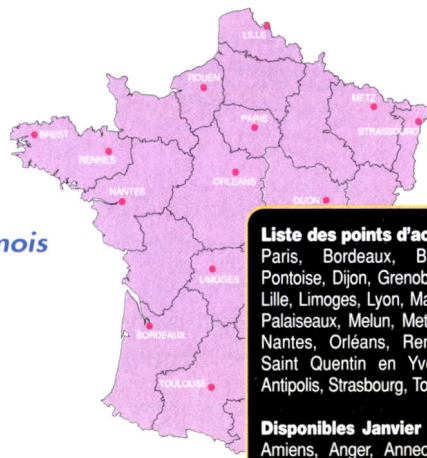 LILLE
ROUEN
METZ
PARIS
STRASBOURG
BREST
RENNES
ORLEANS
NANTES
DIJON
LIMOGES
BORDEAUX
TOULOUSE
Liste des points d'ac
Paris, Bordeaux, B
Pontoise, Dijon, Grenob
Lille, Limoges, Lyon, Ma
Palaiseaux, Melun, Met
Nantes, Orléans, Ren
Saint Quentin en Yv
Antipolis, Strasbourg, To
Disponibles Janvier
Amiens, Anger, Annec